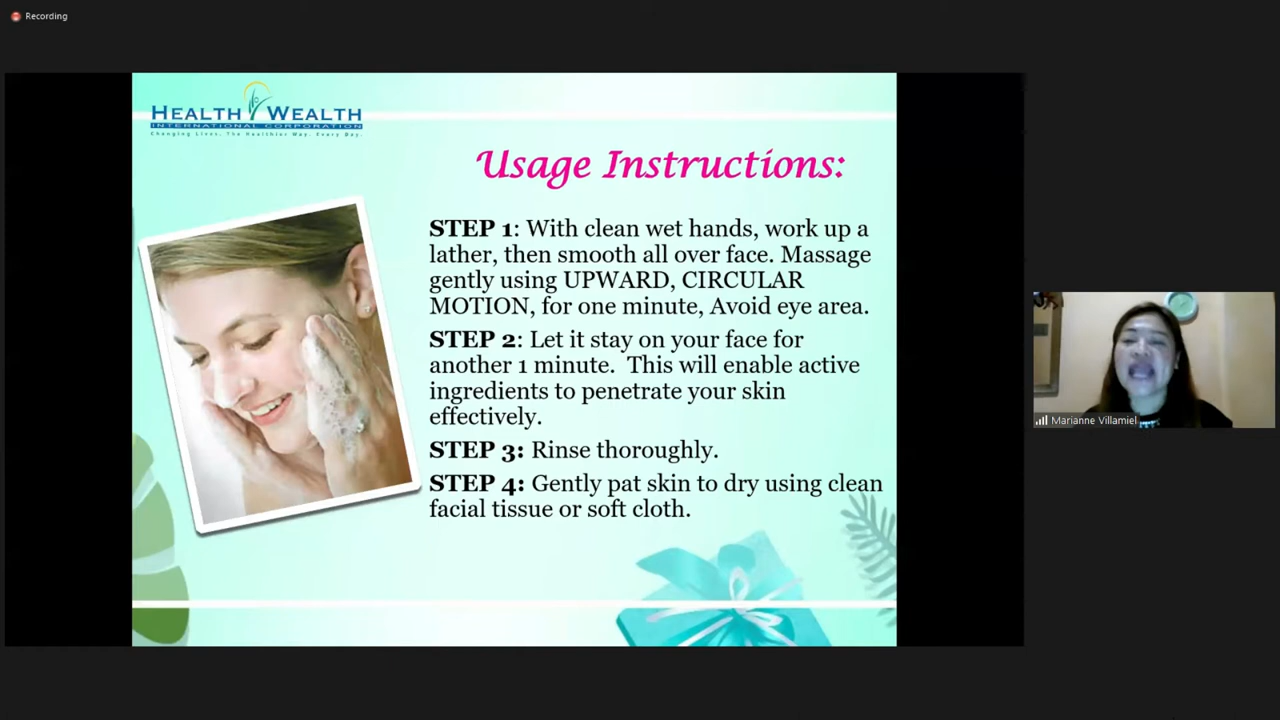 Recording
HEALTH WEALTH
INTERNATIONAL CORPORATION
Changing Lives. The Healthier Way. Every Day.
Usage Instructions:
STEP 1: With clean wet hands, work up a
lather, then smooth all over face. Massage
gently using UPWARD, CIRCULAR
MOTION, for one minute, Avoid eye area.
STEP 2: Let it stay on your face for
another 1 minute. This will enable active
ingredients to penetrate your skin
effectively.
STEP 3: Rinse thoroughly.
STEP 4: Gently pat skin to dry using clean
facial tissue or soft cloth.
Marianne Villamiel